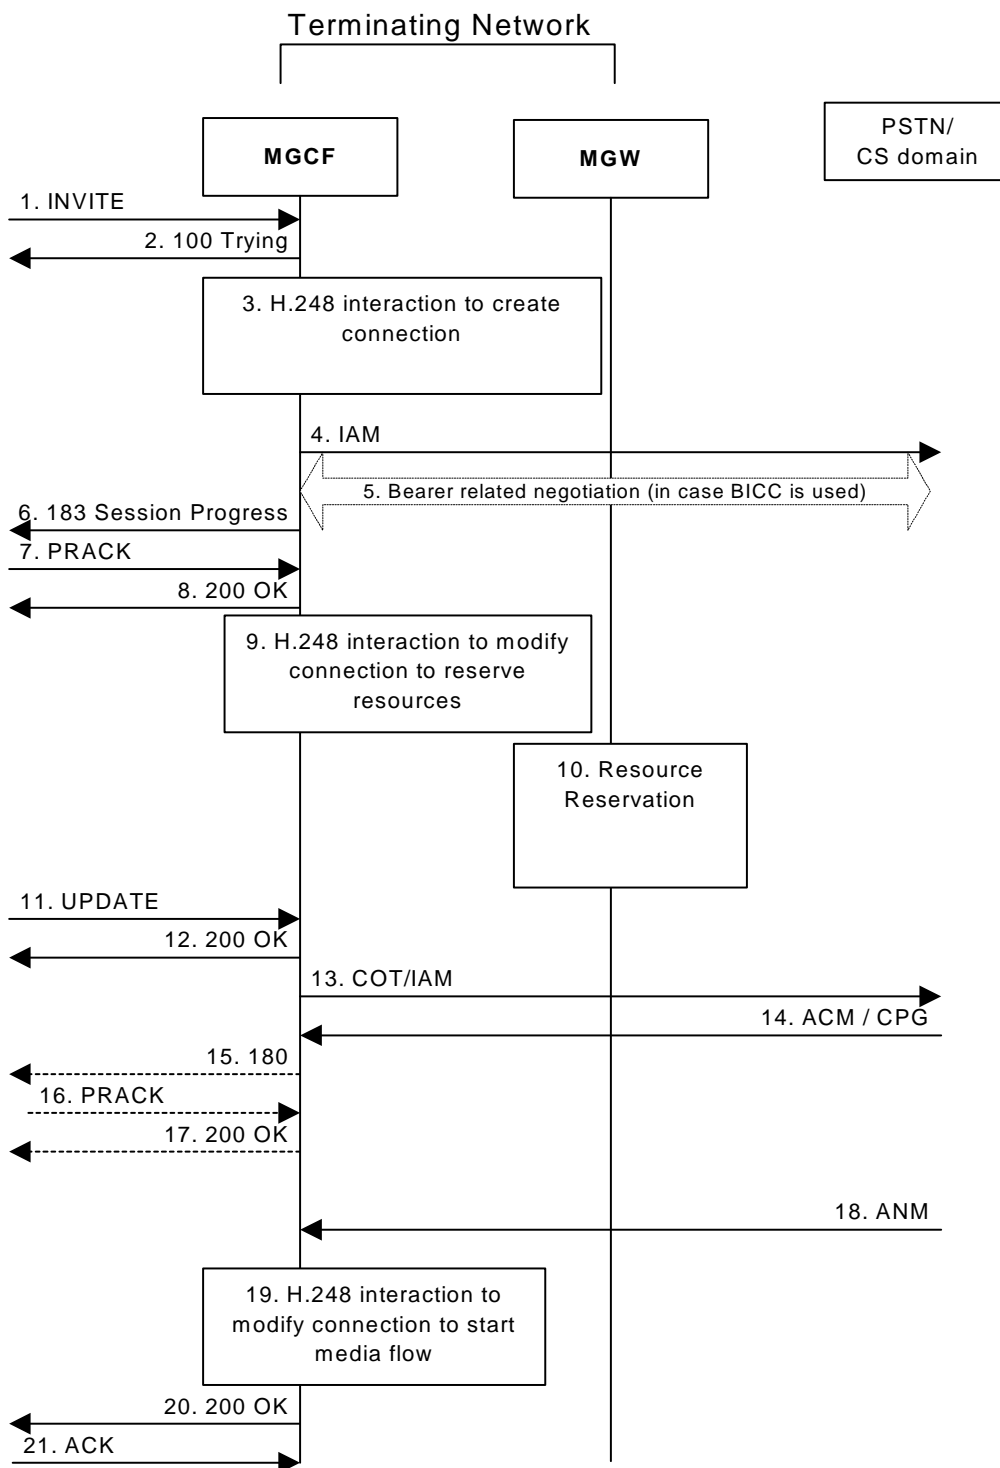 Terminating Network
MGCF
MGW
PSTN/
CS domain
1. INVITE
2. 100 Trying
3. H.248 interaction to create
connection
4. IAM
5. Bearer related negotiation (in case BICC is used)
6. 183 Session Progress
7. PRACK
8. 200 OK
9. H.248 interaction to modify
connection to reserve
resources
10. Resource
Reservation
11. UPDATE
12. 200 OK
13. COT/IAM
14. ACM / CPG
15. 180
16. PRACK
17. 200 OK
18. ANM
19. H.248 interaction to
modify connection to start
media flow
20. 200 OK
21. ACK